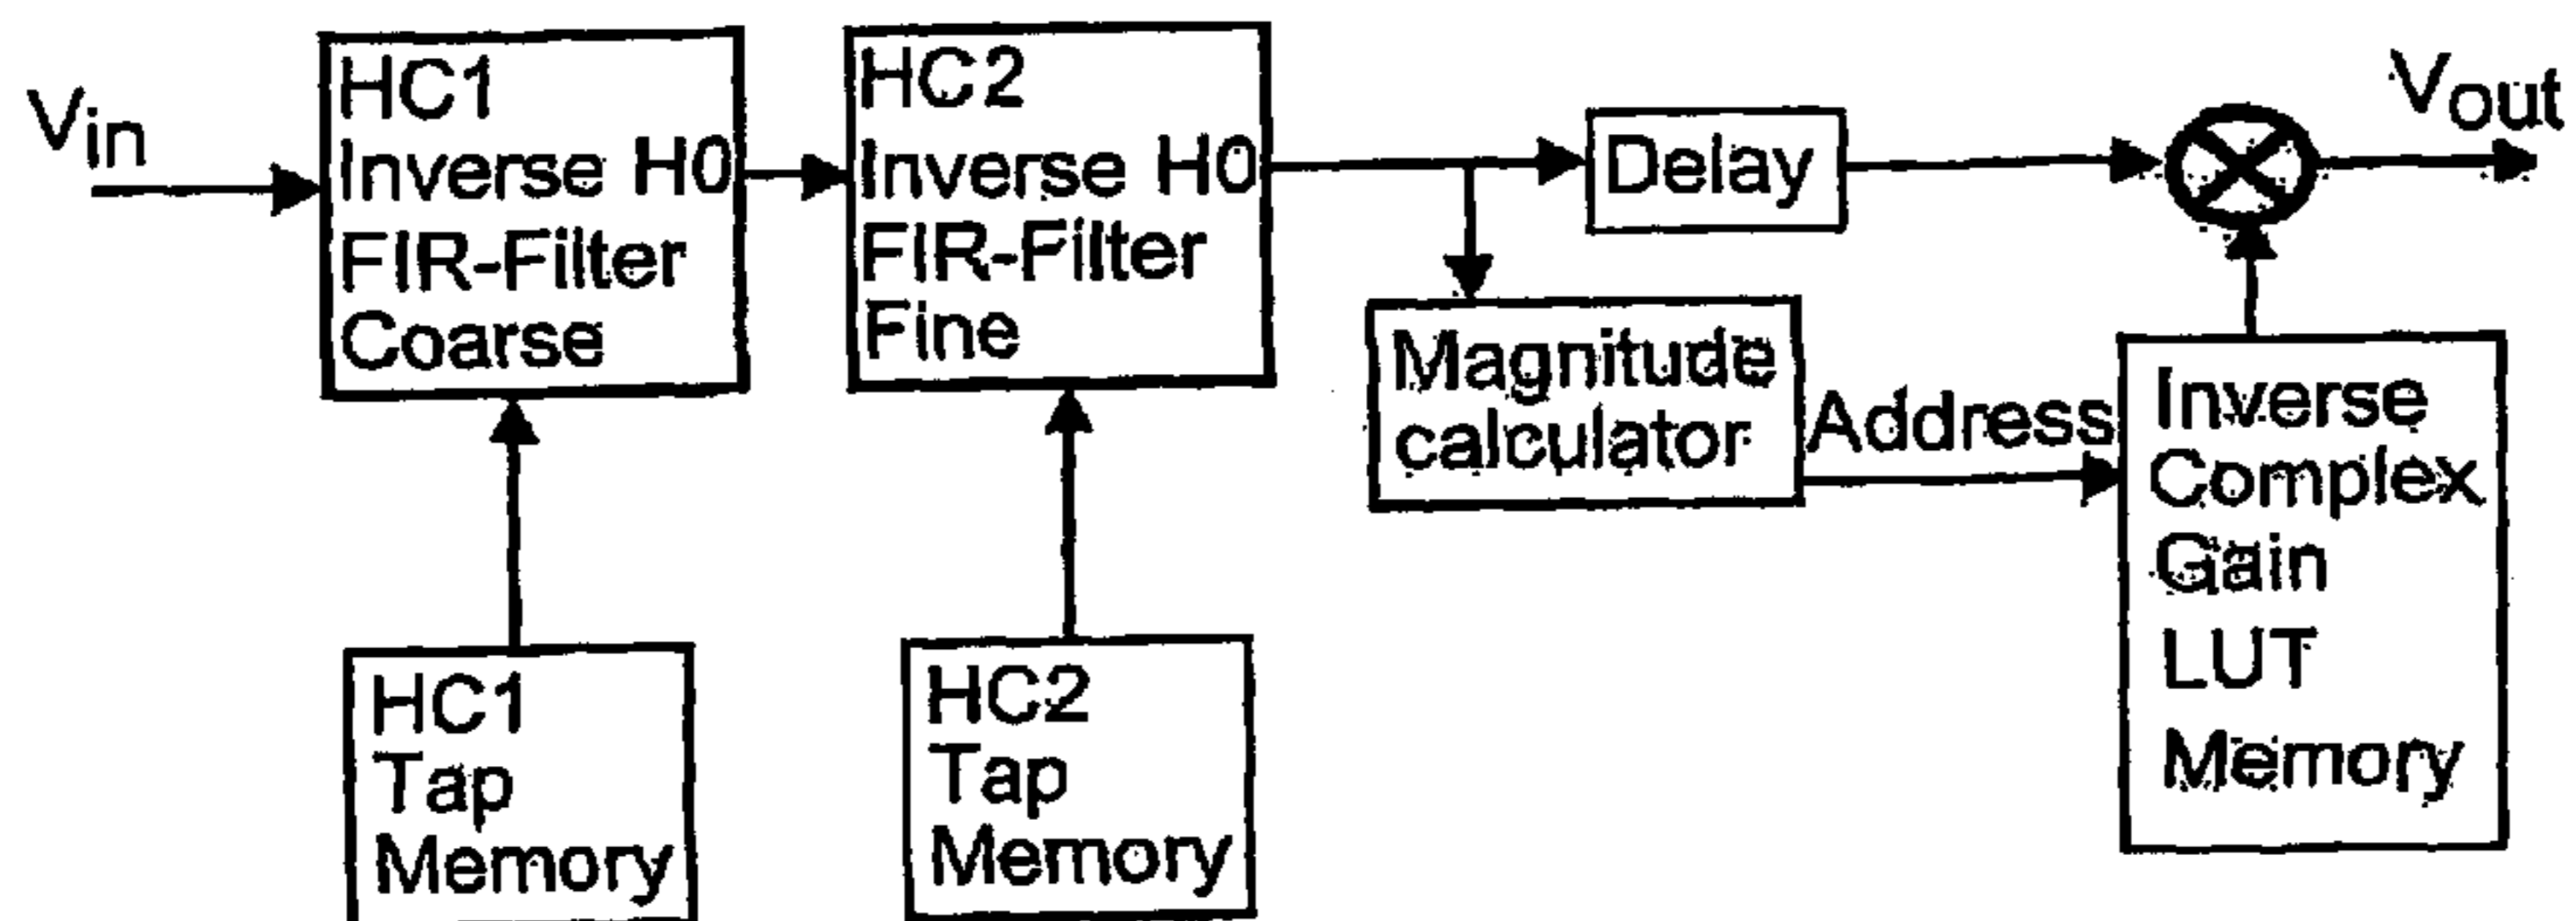 Vin
HC1
Inverse H0
FIR-Filter
Coarse
HC2
Inverse H0
FIR-Filter
Fine
Delay
Vout
Magnitude
calculator
Address
Inverse
Complex
Gain
LUT
Memory
HC1
Tap
Memory
HC2
Tap
Memory